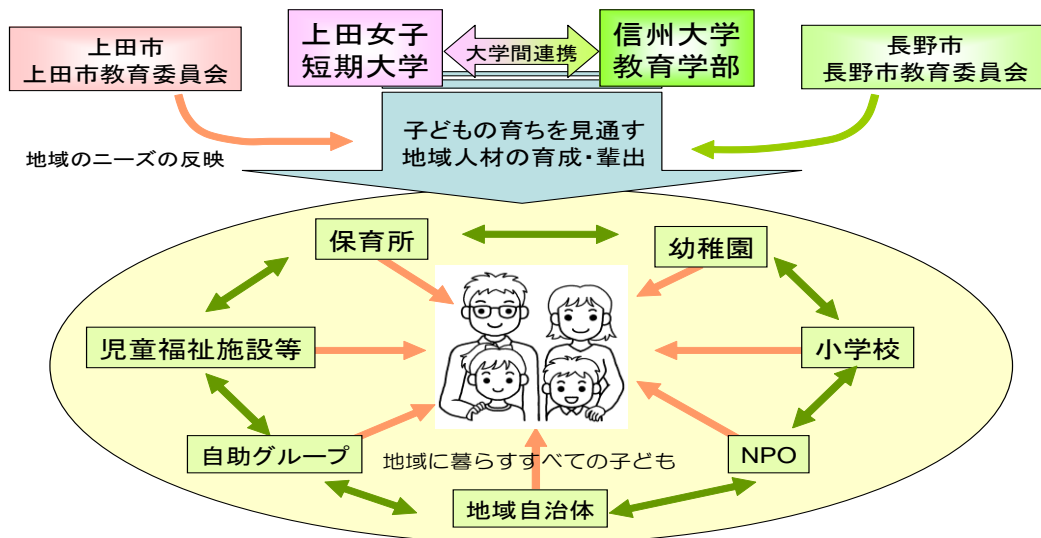 上田市
上田市教育委員会
上田女子
短期大学
大学間連携
信州大学
教育学部
長野市
長野市教育委員会
子どもの育ちを見通す
地域人材の育成・輩出
地域のニーズの反映
保育所
幼稚園
児童福祉施設等
小学校
自助グループ
地域に暮らすすべての子ども
NPO
地域自治体